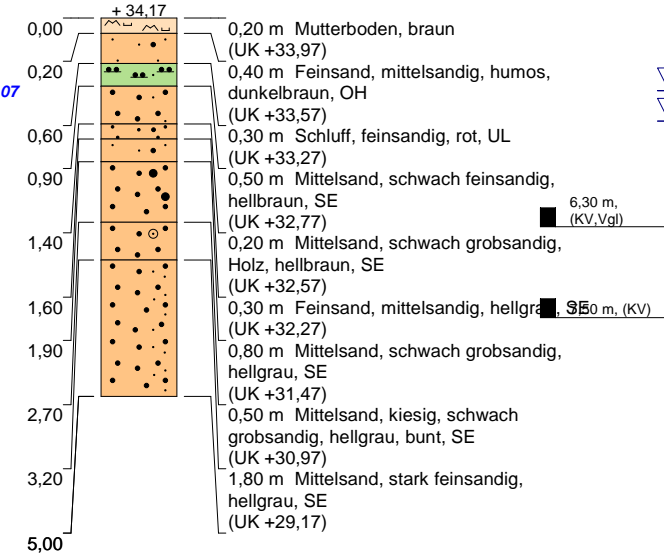 + 34,17
0,00
0,20 m Mutterboden, braun
(UK +33,97)
0,20
0,40 m Feinsand, mittelsandig, humos,
dunkelbraun, OH
(UK +33,57)
07
0,60
0,30 m Schluff, feinsandig, rot, UL
(UK +33,27)
0,90
0,50 m Mittelsand, schwach feinsandig,
hellbraun, SE
(UK +32,77)
1,40
0,20 m Mittelsand, schwach grobsandig,
Holz, hellbraun, SE
(UK +32,57)
1,60
0,30 m Feinsand, mittelsandig, hellgrau, SE
(UK +32,27)
1,90
0,80 m Mittelsand, schwach grobsandig,
hellgrau, SE
(UK +31,47)
2,70
0,50 m Mittelsand, kiesig, schwach
grobsandig, hellgrau, bunt, SE
(UK +30,97)
3,20
1,80 m Mittelsand, stark feinsandig,
hellgrau, SE
(UK +29,17)
5,00
6,30 m,
(KV,Vgl)
m, (KV)